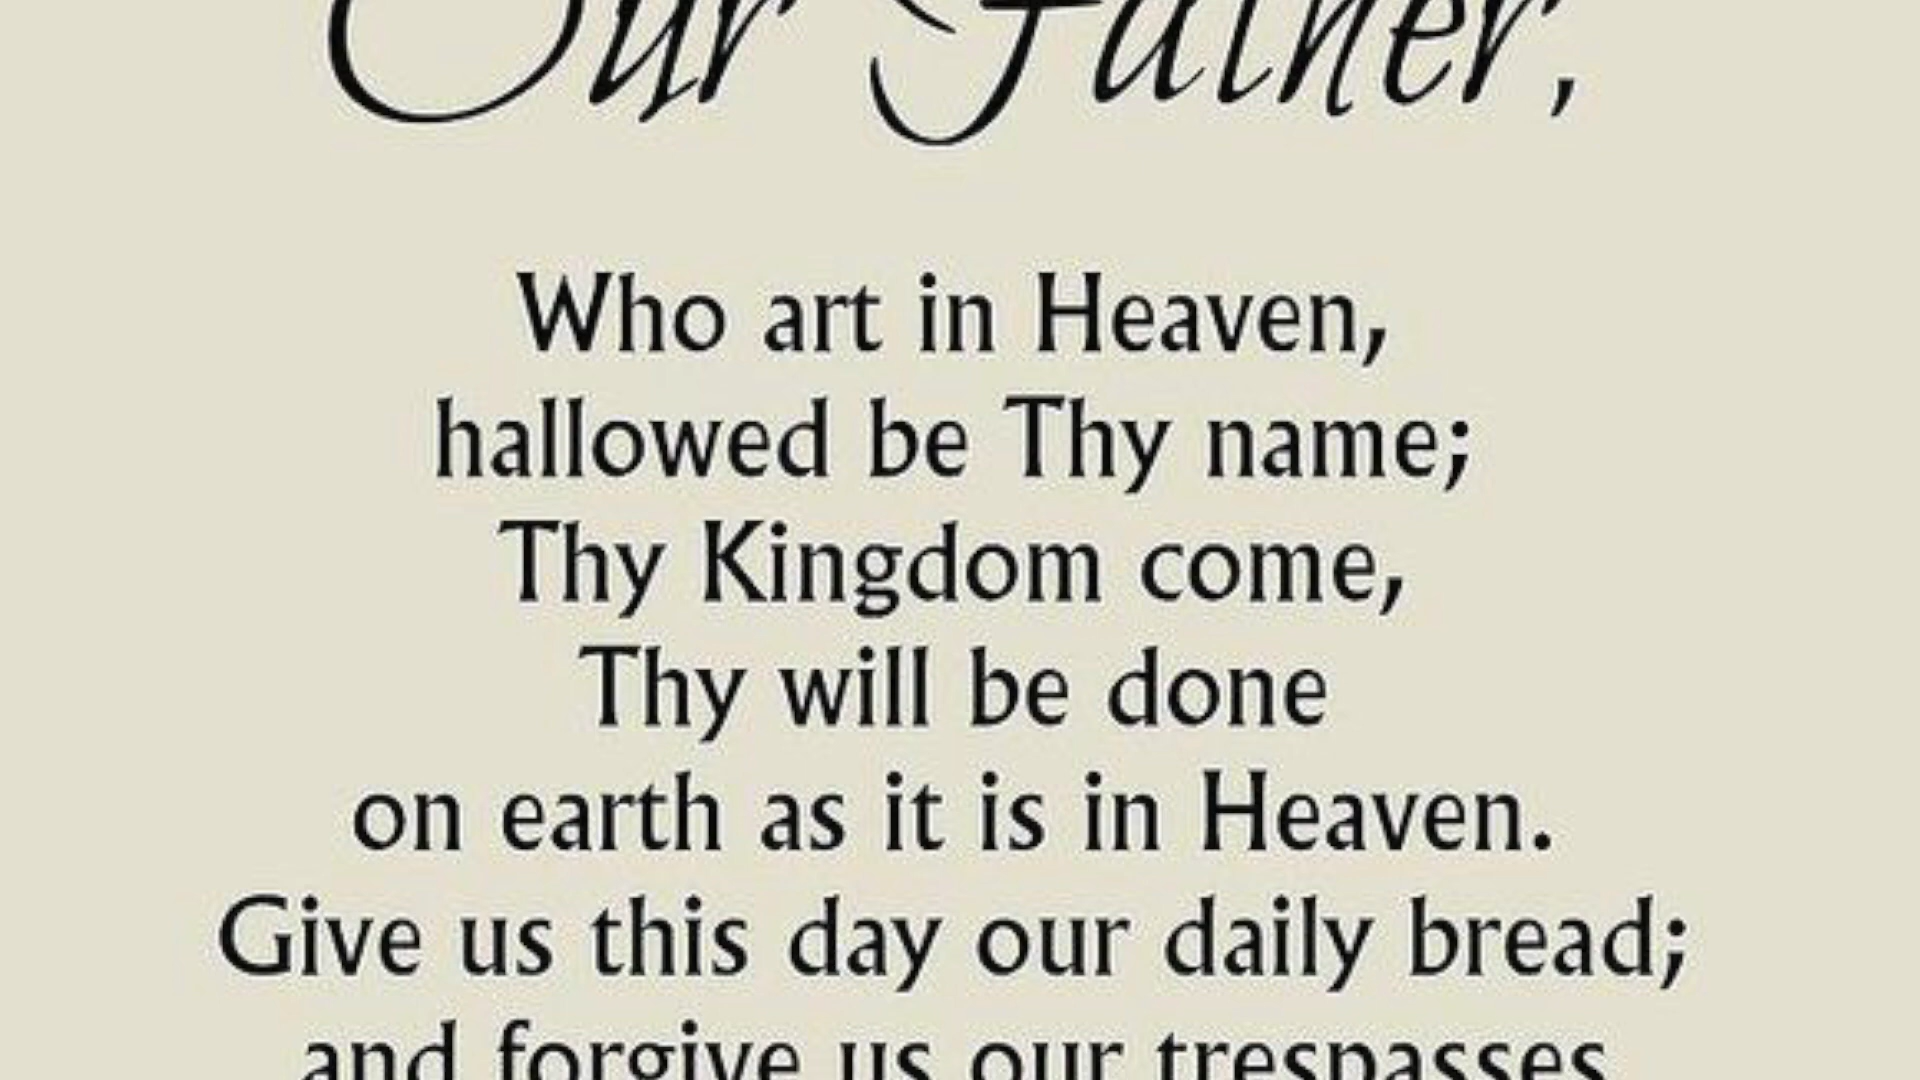 Our Father,
Who art in Heaven,
hallowed be Thy name;
Thy Kingdom come,
Thy will be done
on earth as it is in Heaven.
Give us this day our daily bread;
and forgive us our trespasses